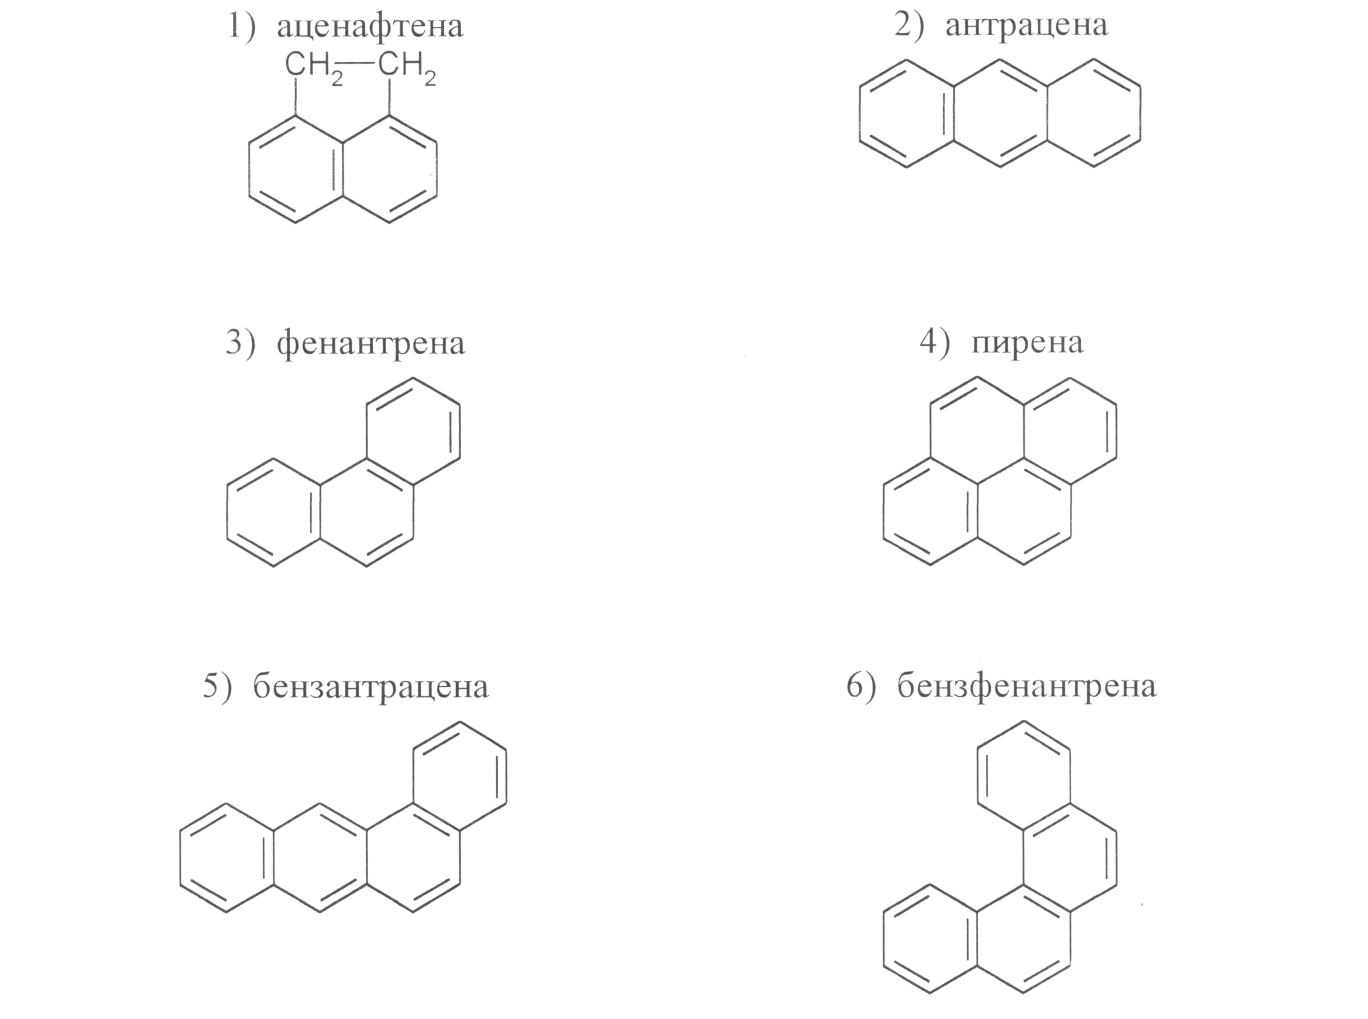 1) аценафтена
2) антрацена
CH2—CH2
3) фенантрена
4) пирена
5) бензантрацена
6) бензфенантрена